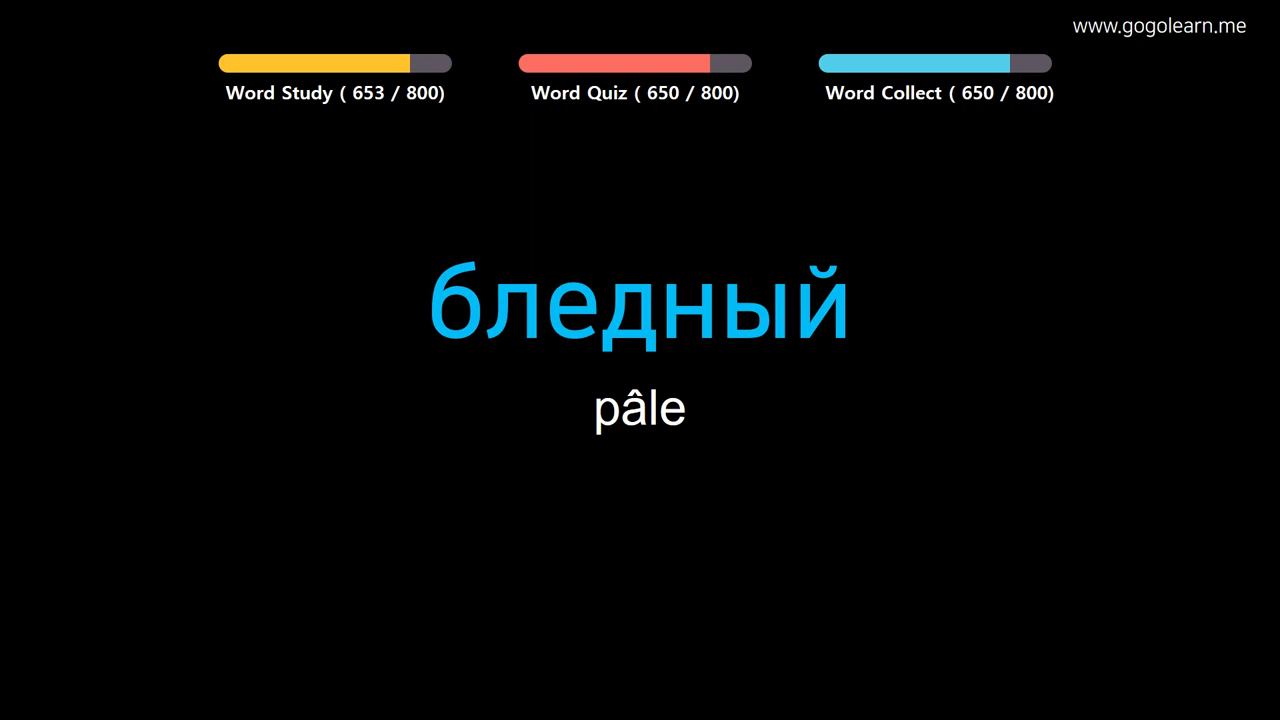 www.gogolearn.me
Word Study ( 653 / 800)
Word Quiz ( 650 / 800)
Word Collect ( 650 / 800)
бледный
pâle